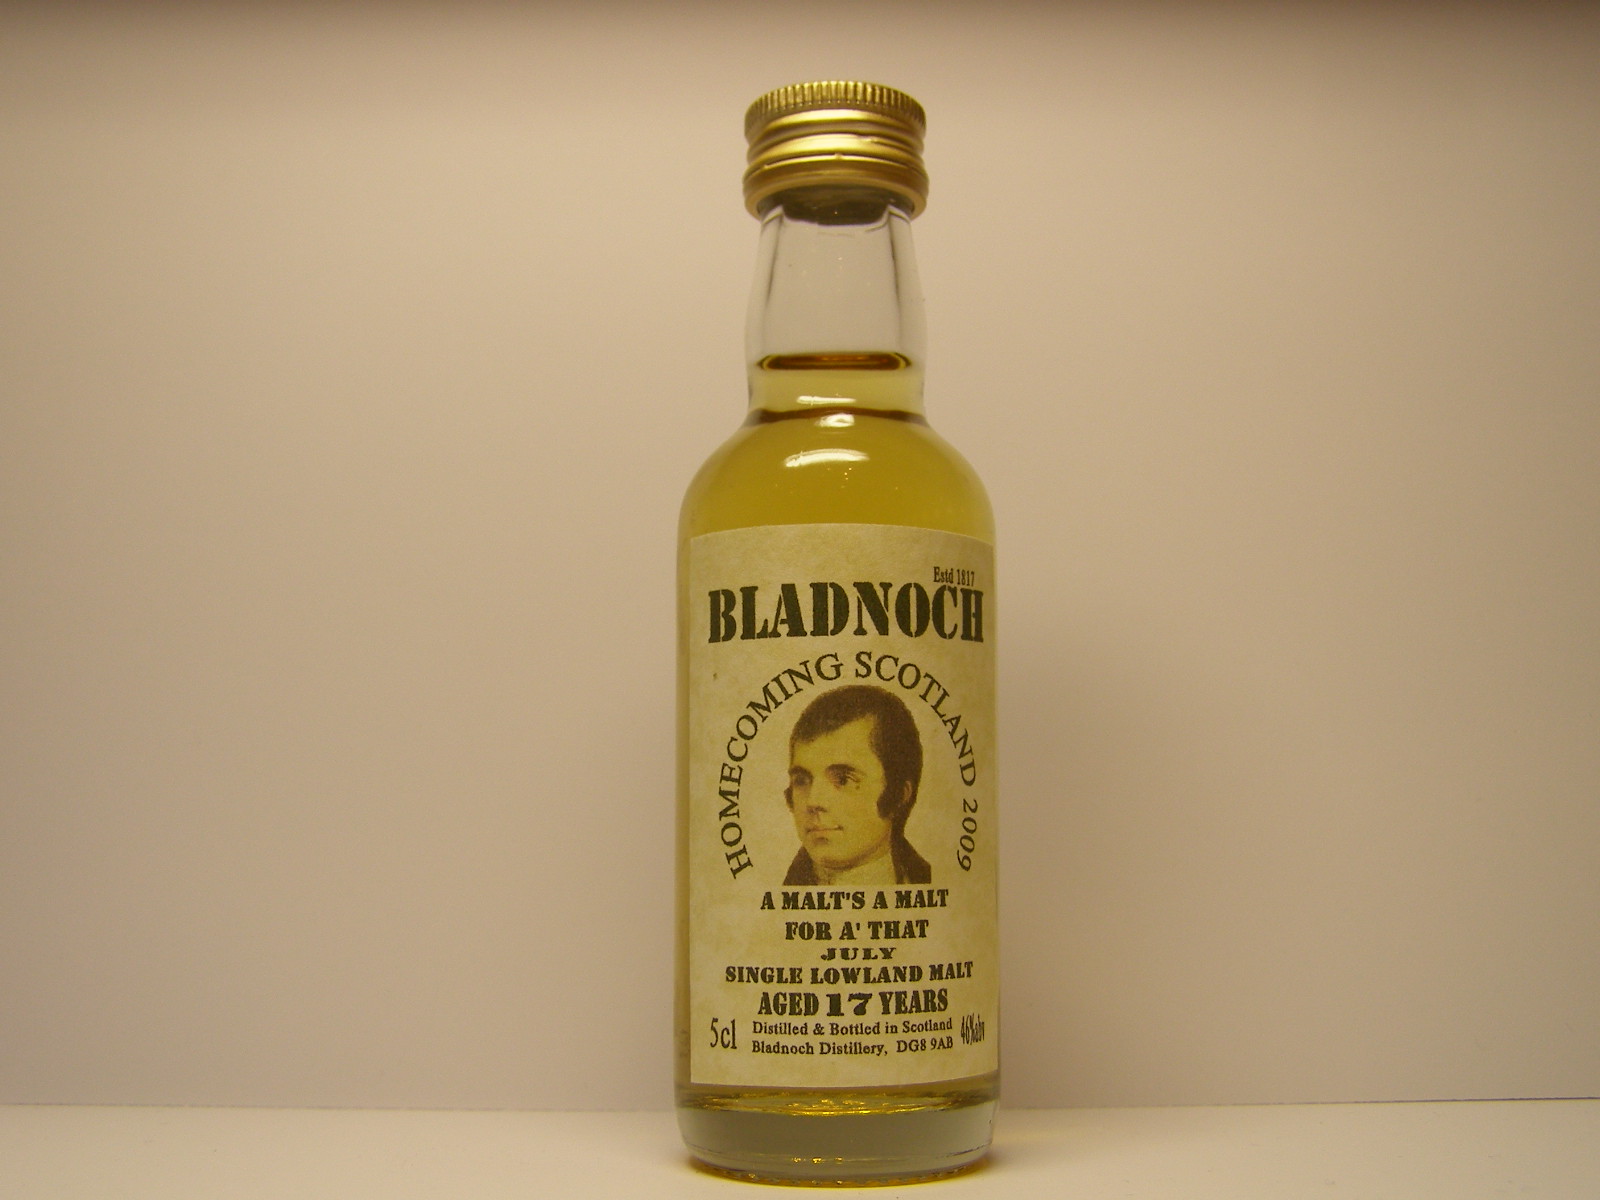 Estd 1817
BLADNOCH
HOMECOMING SCOTLAND 2009
A MALT'S A MALT
FOR A' THAT
JULY
SINGLE LOWLAND MALT
AGED 17 YEARS
5cl
Distilled & Bottled in Scotland
Bladnoch Distillery, DG8 9AB
46%abv